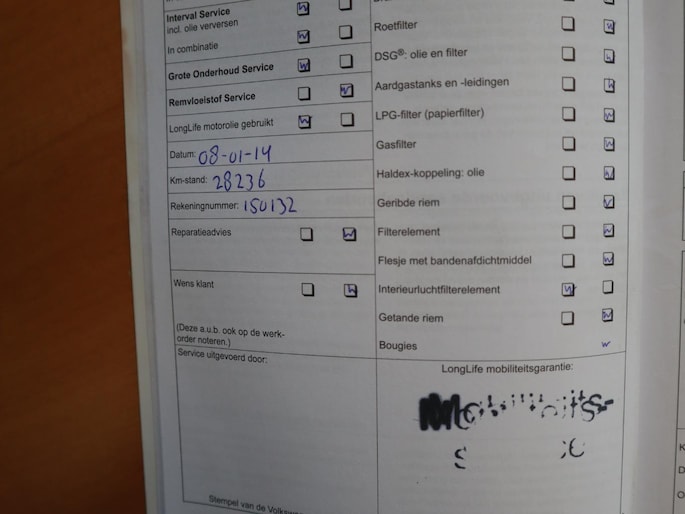 Interval Service
incl. olie verversen
In combinatie
Grote Onderhoud Service
Remvloeistof Service
LongLife motorolie gebruikt
Datum: 08-01-14
Km-stand: 28236
Rekeningnummer: 150132
Reparatieadvies
Wens klant
(Deze a.u.b. ook op de werk-
order noteren.)
Service uitgevoerd door:
Stempel van de
Roetfilter
DSG®: olie en filter
Aardgastanks en -leidingen
LPG-filter (papierfilter)
Gasfilter
Haldex-koppeling: olie
Geribde riem
Filterelement
Flesje met bandenafdichtmiddel
Interieurluchtfilterelement
Getande riem
Bougies
LongLife mobiliteitsgarantie: